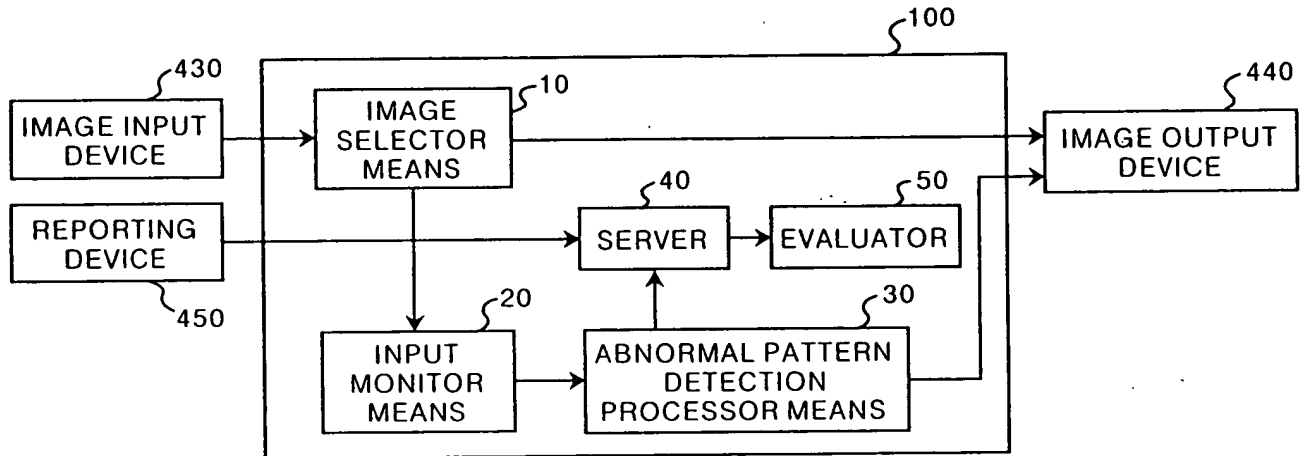 100
430
10
440
IMAGE INPUT
DEVICE
IMAGE
SELECTOR
MEANS
IMAGE OUTPUT
DEVICE
40
50
REPORTING
DEVICE
SERVER
EVALUATOR
450
20
30
INPUT
MONITOR
MEANS
ABNORMAL PATTERN
DETECTION
PROCESSOR MEANS